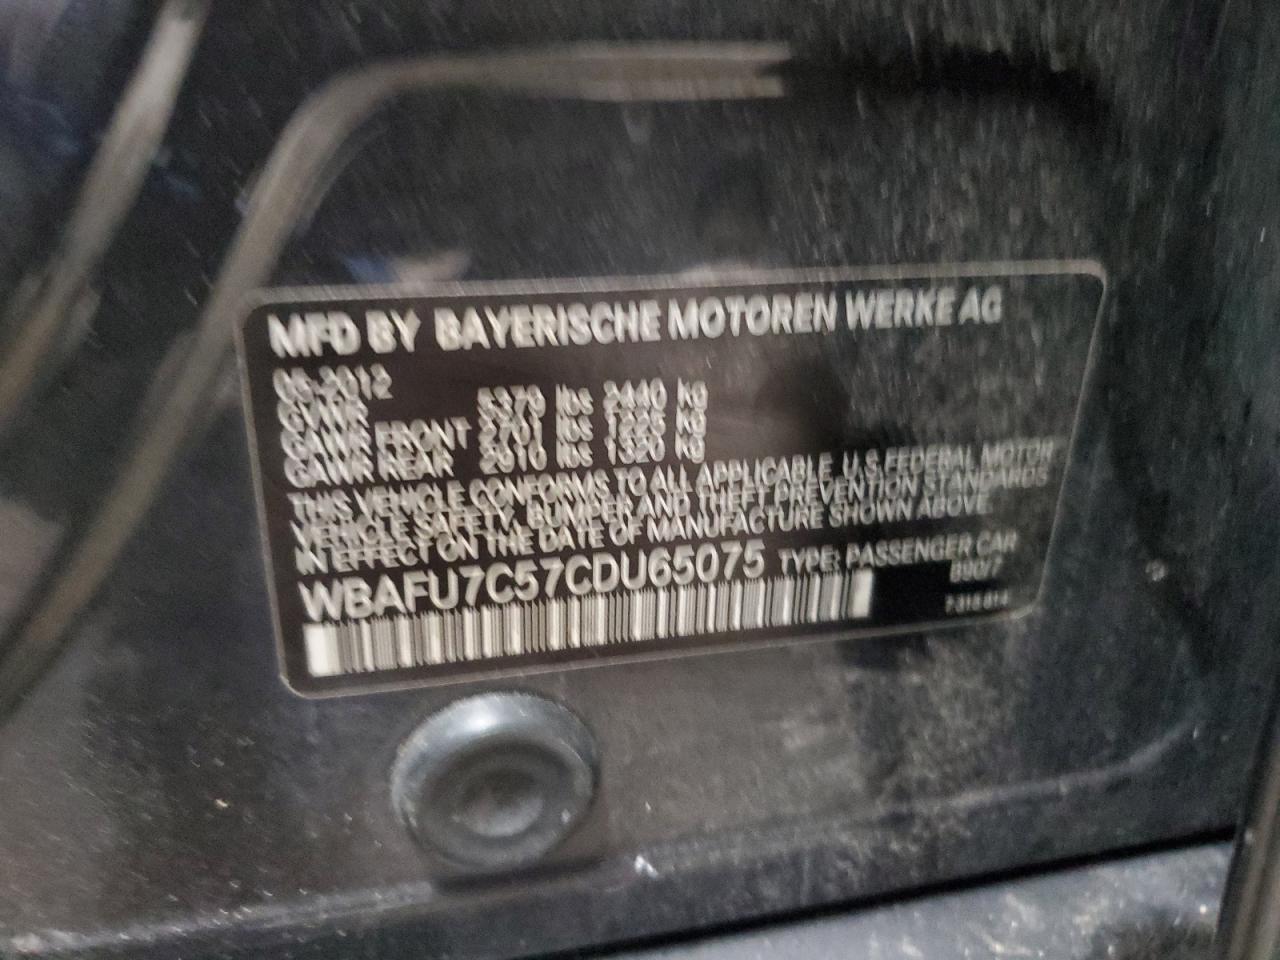 MFD BY BAYERISCHE MOTOREN WERKE AG
06-2012
GVWR 5379 lbs 2440 kg
GAWR FRONT 2701 lbs 1225 kg
GAWR REAR 2910 lbs 1320 kg
THIS VEHICLE CONFORMS TO ALL APPLICABLE U.S. FEDERAL MOTOR
VEHICLE SAFETY, BUMPER AND THEFT PREVENTION STANDARDS
IN EFFECT ON THE DATE OF MANUFACTURE SHOWN ABOVE.
WBAFU7C57CDU65075 TYPE: PASSENGER CAR